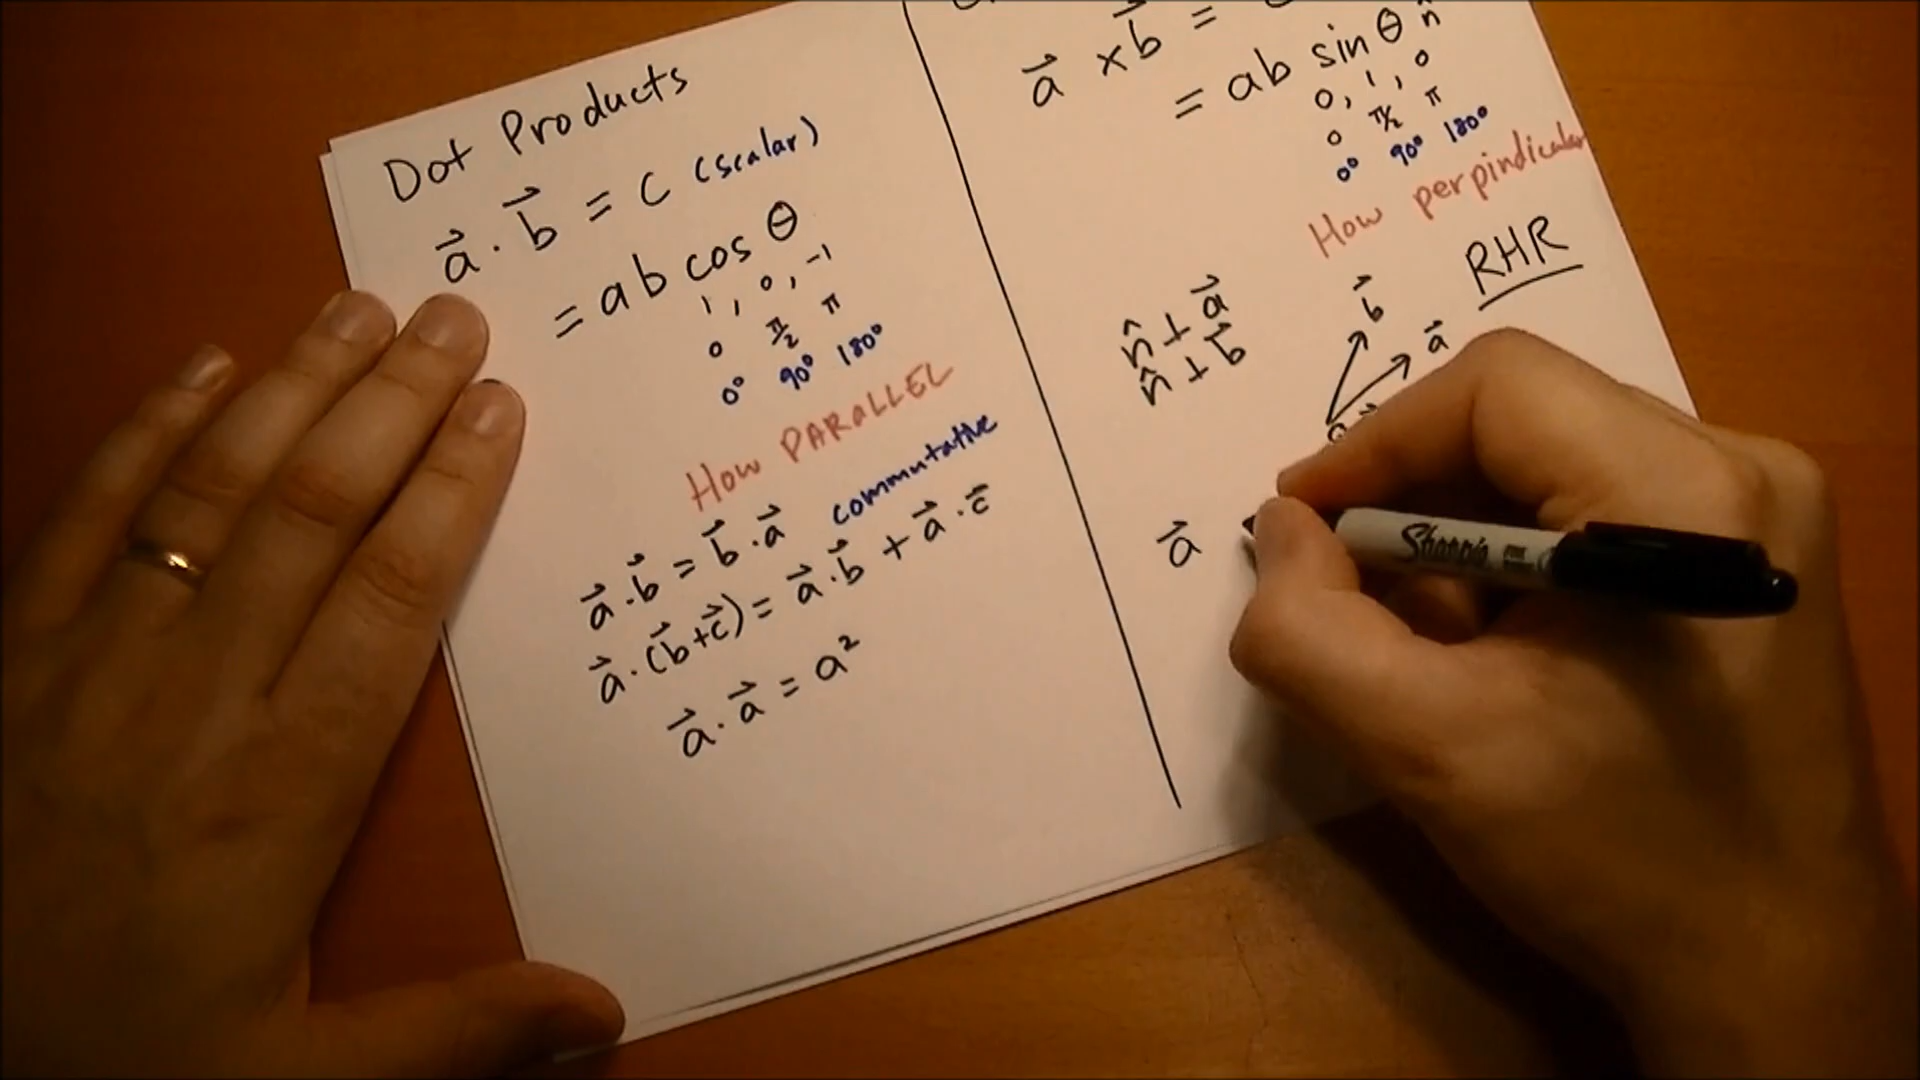 Dot Products
a⃗ · b⃗ = c (scalar)
= ab cos θ
1, 0, -1
0 π/2 π
0° 90° 180°
How PARALLEL
a⃗ · b⃗ = b⃗ · a⃗ commutative
a⃗ · (b⃗ + c⃗) = a⃗ · b⃗ + a⃗ · c⃗
a⃗ · a⃗ = a²
a⃗ × b⃗ =
= ab sin θ n̂
0, 1, 0
0 π/2 π
0° 90° 180°
How perpindicular
RHR
n̂ ⊥ a⃗
n̂ ⊥ b⃗
b⃗
a⃗
a⃗
Sharpie